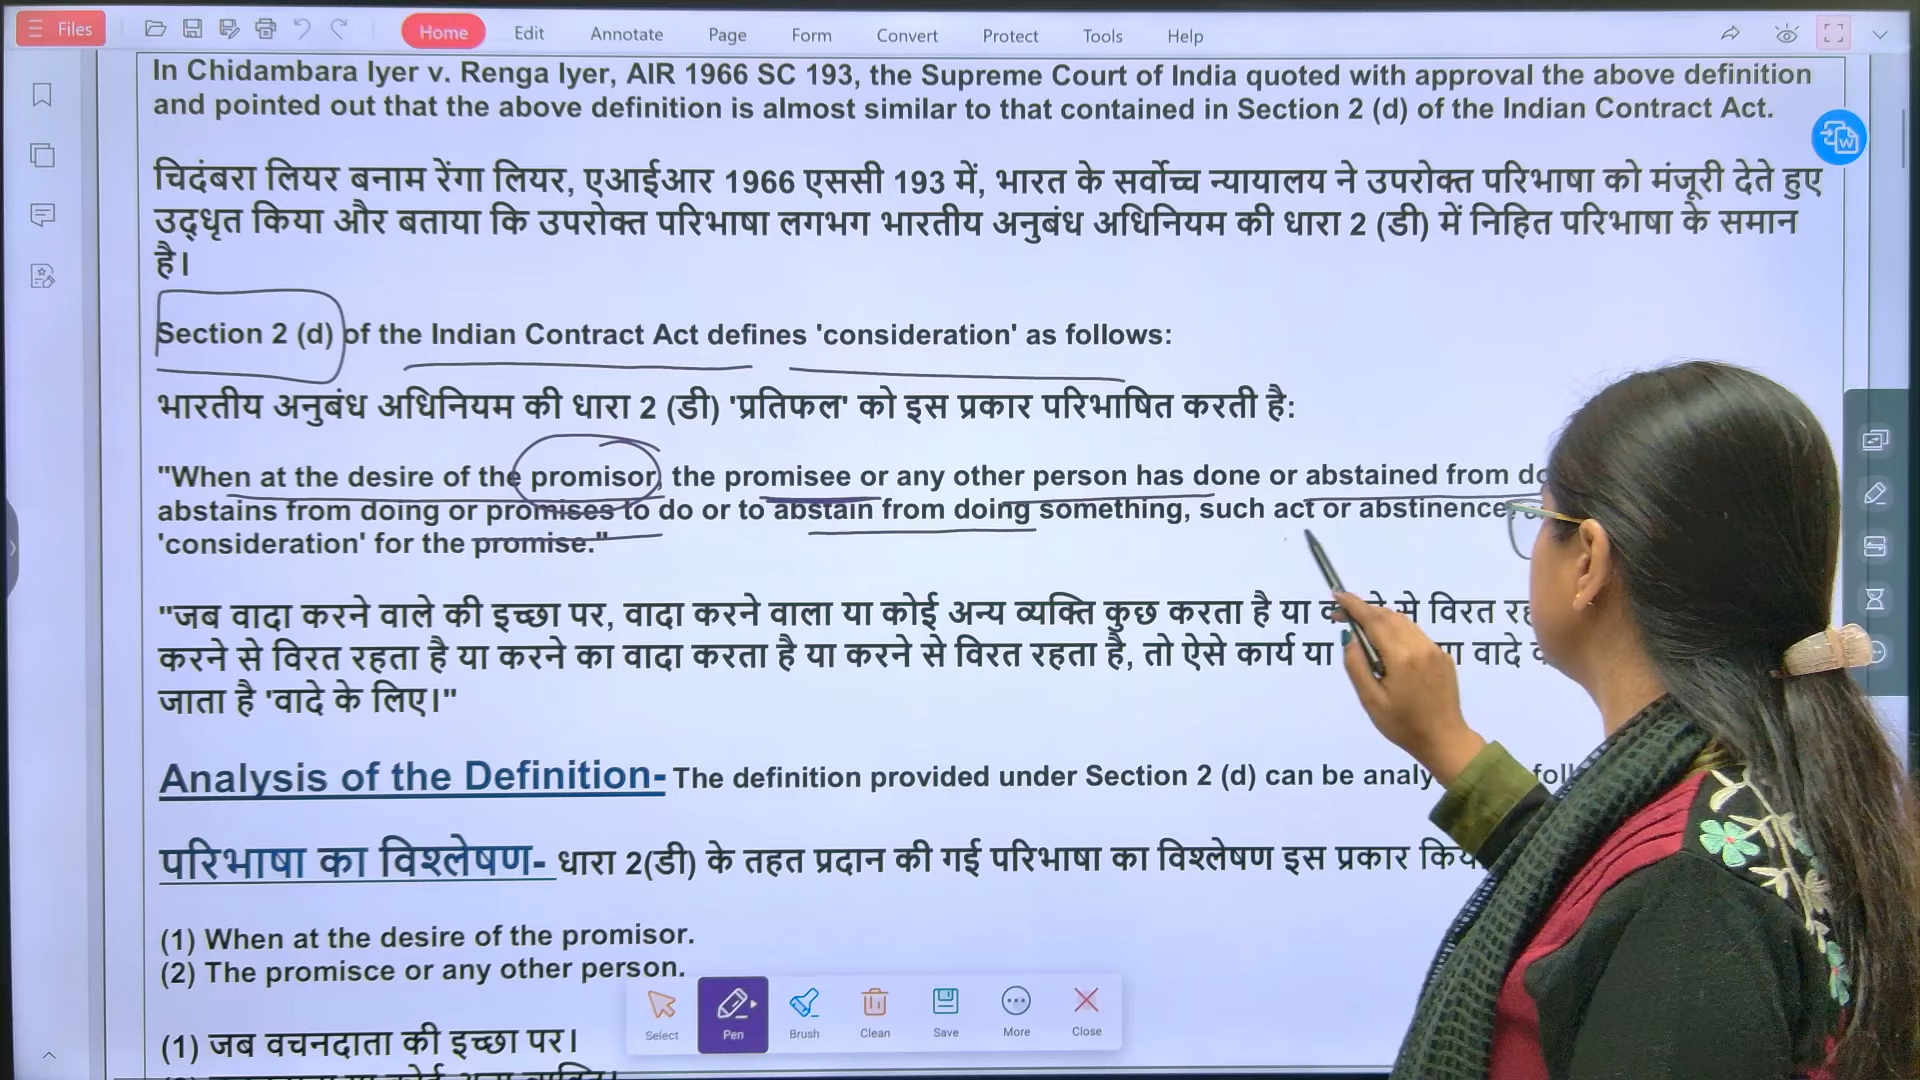 Files Home Edit Annotate Page Form Convert Protect Tools Help
In Chidambara Iyer v. Renga Iyer, AIR 1966 SC 193, the Supreme Court of India quoted with approval the above definition
and pointed out that the above definition is almost similar to that contained in Section 2 (d) of the Indian Contract Act.
चिदंबरा लियर बनाम रेंगा लियर, एआईआर 1966 एससी 193 में, भारत के सर्वोच्च न्यायालय ने उपरोक्त परिभाषा को मंजूरी देते हुए
उद्धृत किया और बताया कि उपरोक्त परिभाषा लगभग भारतीय अनुबंध अधिनियम की धारा 2 (डी) में निहित परिभाषा के समान
है।
Section 2 (d) of the Indian Contract Act defines 'consideration' as follows:
भारतीय अनुबंध अधिनियम की धारा 2 (डी) 'प्रतिफल' को इस प्रकार परिभाषित करती है:
"When at the desire of the promisor, the promisee or any other person has done or abstained from
abstains from doing or promises to do or to abstain from doing something, such act or abstinence
'consideration' for the promise."
"जब वादा करने वाले की इच्छा पर, वादा करने वाला या कोई अन्य व्यक्ति कुछ करता है या से विरत
करने से विरत रहता है या करने का वादा करता है या करने से विरत रहता है, तो ऐसे कार्य या वादे
जाता है 'वादे के लिए।"
Analysis of the Definition- The definition provided under Section 2 (d) can be
परिभाषा का विश्लेषण- धारा 2(डी) के तहत प्रदान की गई परिभाषा का विश्लेषण इस प्रकार
(1) When at the desire of the promisor.
(2) The promisce or any other person.
(1) जब वचनदाता की इच्छा पर।
Select Pen Brush Clean Save More Close